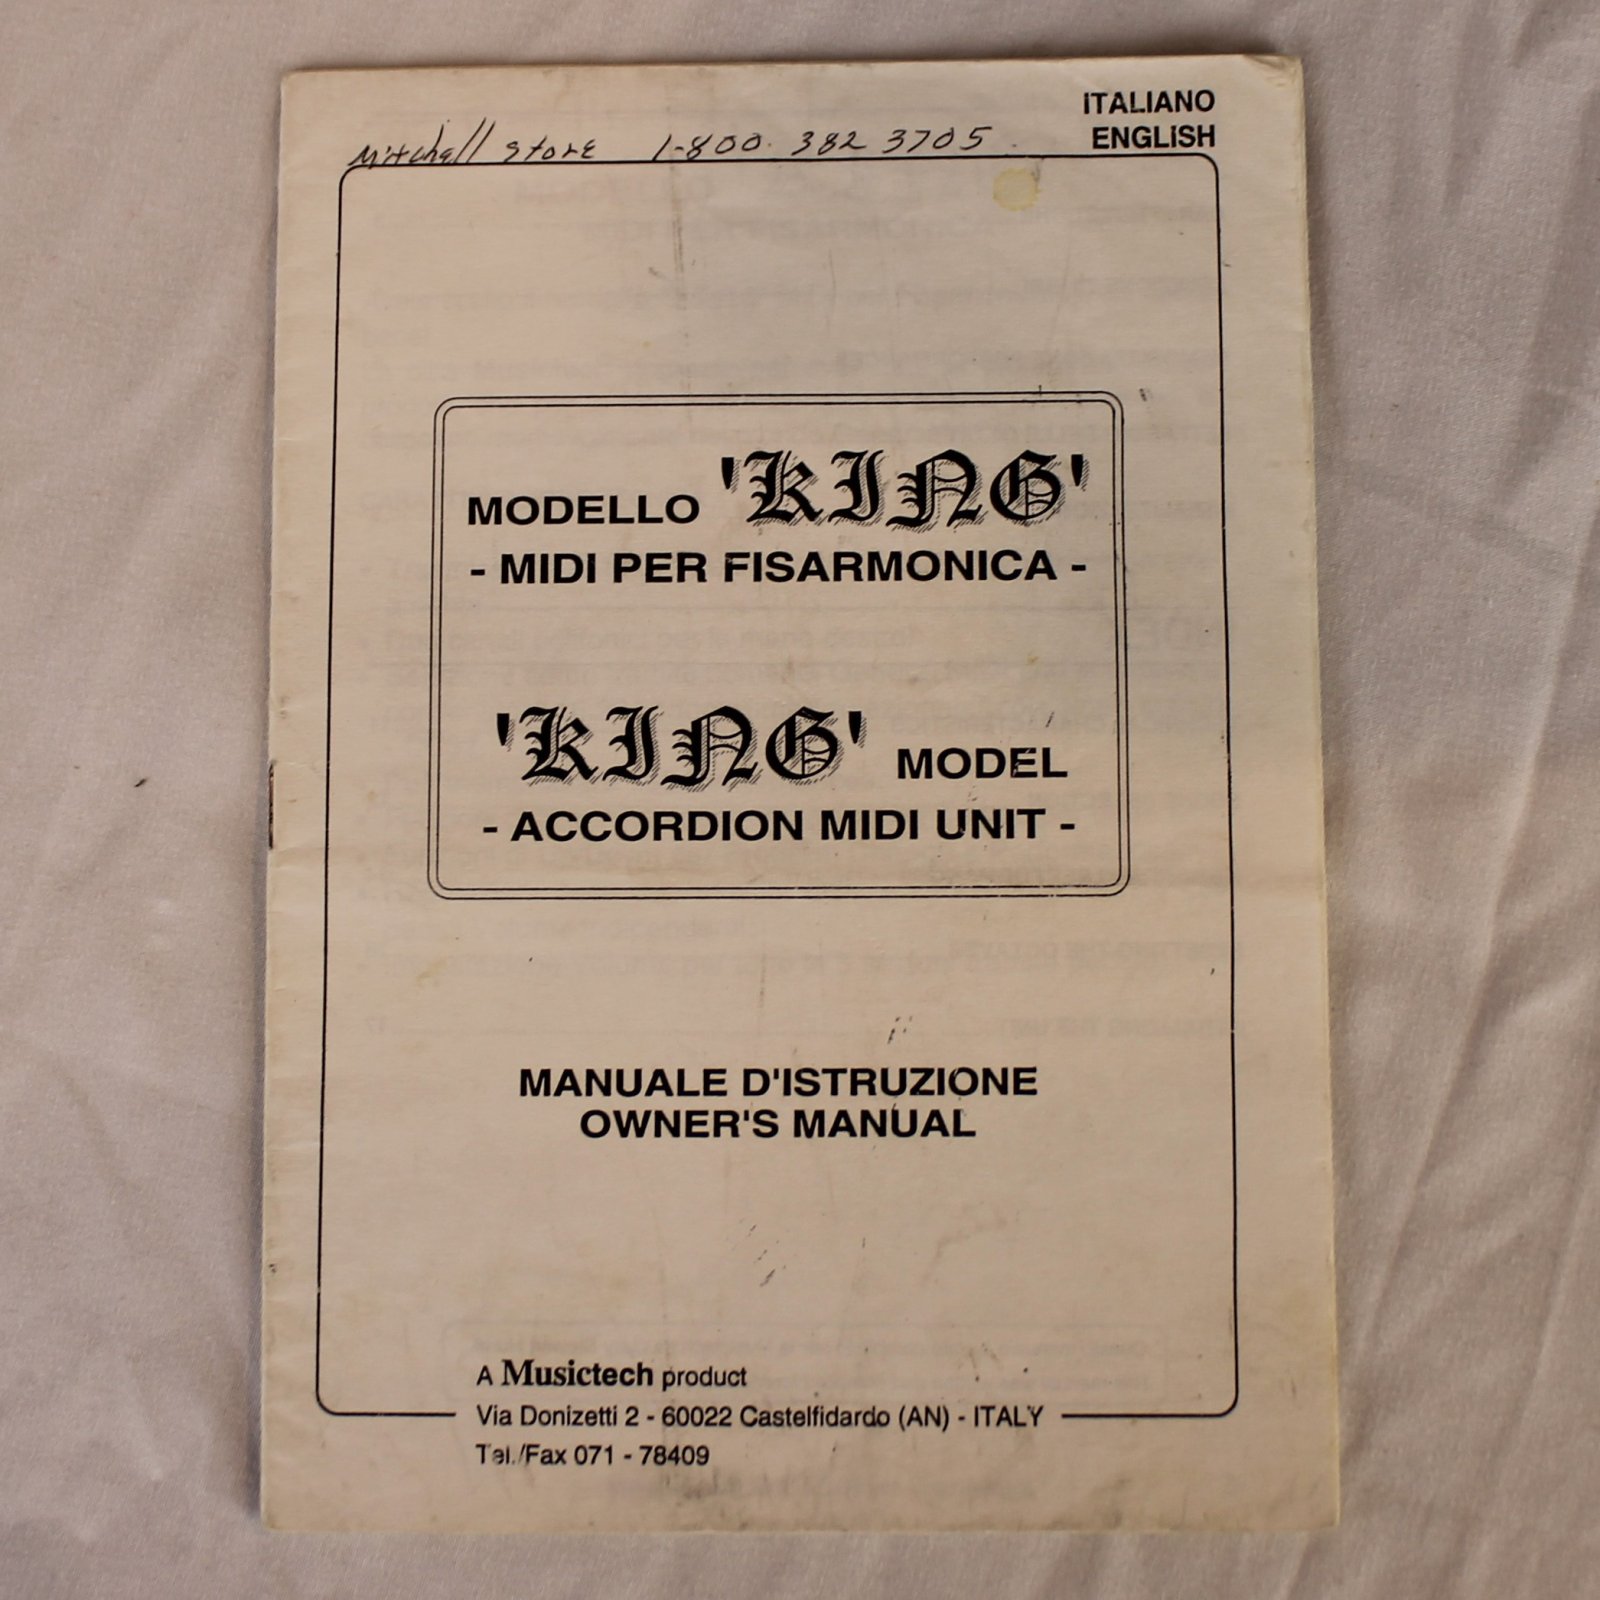 ITALIANO
ENGLISH
Mitchell Store 1-800 382 3705
MODELLO 'KING'
- MIDI PER FISARMONICA -
'KING' MODEL
- ACCORDION MIDI UNIT -
MANUALE D'ISTRUZIONE
OWNER'S MANUAL
A Musictech product
Via Donizetti 2 - 60022 Castelfidardo (AN) - ITALY
Tel./Fax 071 - 78409